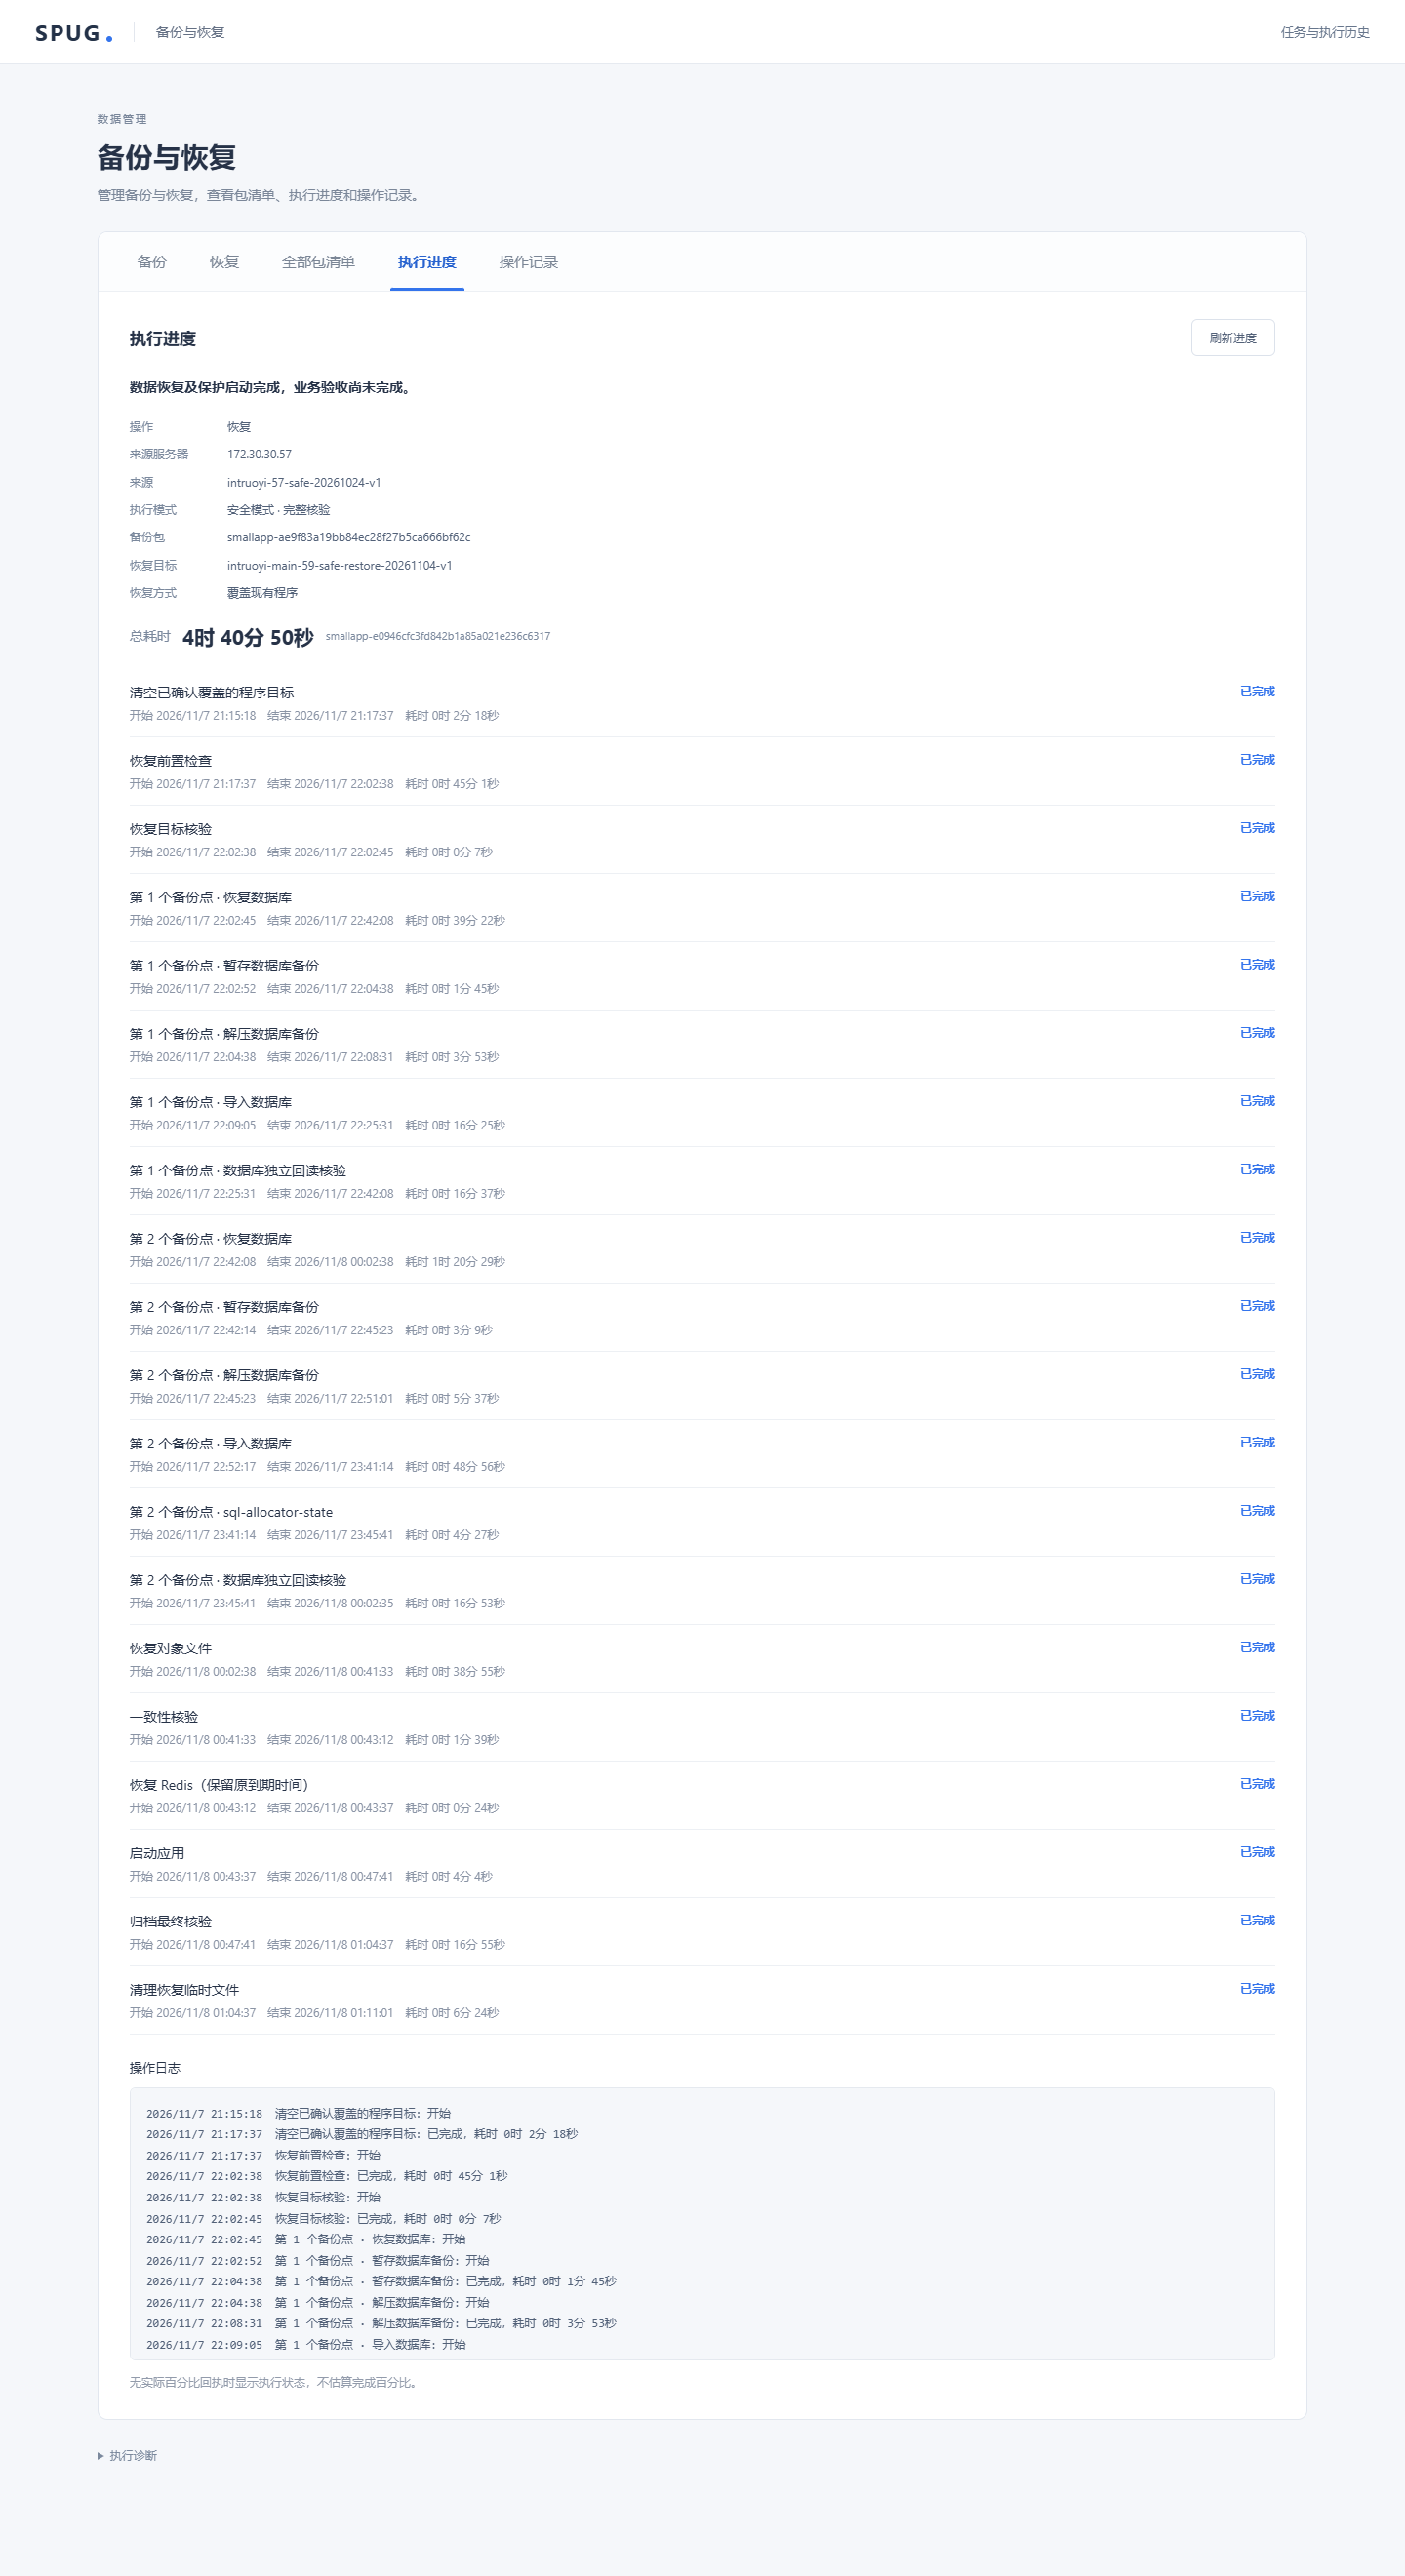 SPUG.
备份与恢复
任务与执行历史
数据管理
备份与恢复
管理备份与恢复，查看包清单、执行进度和操作记录。
备份 恢复 全部包清单 执行进度 操作记录
执行进度
刷新进度
数据恢复及保护启动完成，业务验收尚未完成。
操作 恢复
来源服务器 172.30.30.57
来源 intruoyi-57-safe-20261024-v1
执行模式 安全模式 · 完整核验
备份包 smallapp-ae9f83a19bb84ec28f27b5ca666bf62c
恢复目标 intruoyi-main-59-safe-restore-20261104-v1
恢复方式 覆盖现有程序
总耗时 4时 40分 50秒 smallapp-e0946cfc3fd842b1a85a021e236c6317
清空已确认覆盖的程序目标 已完成
开始 2026/11/7 21:15:18 结束 2026/11/7 21:17:37 耗时 0时 2分 18秒
恢复前置检查 已完成
开始 2026/11/7 21:17:37 结束 2026/11/7 22:02:38 耗时 0时 45分 1秒
恢复目标核验 已完成
开始 2026/11/7 22:02:38 结束 2026/11/7 22:02:45 耗时 0时 0分 7秒
第 1 个备份点 · 恢复数据库 已完成
开始 2026/11/7 22:02:45 结束 2026/11/7 22:42:08 耗时 0时 39分 22秒
第 1 个备份点 · 暂存数据库备份 已完成
开始 2026/11/7 22:02:52 结束 2026/11/7 22:04:38 耗时 0时 1分 45秒
第 1 个备份点 · 解压数据库备份 已完成
开始 2026/11/7 22:04:38 结束 2026/11/7 22:08:31 耗时 0时 3分 53秒
第 1 个备份点 · 导入数据库 已完成
开始 2026/11/7 22:09:05 结束 2026/11/7 22:25:31 耗时 0时 16分 25秒
第 1 个备份点 · 数据库独立回读核验 已完成
开始 2026/11/7 22:25:31 结束 2026/11/7 22:42:08 耗时 0时 16分 37秒
第 2 个备份点 · 恢复数据库 已完成
开始 2026/11/7 22:42:08 结束 2026/11/8 00:02:38 耗时 1时 20分 29秒
第 2 个备份点 · 暂存数据库备份 已完成
开始 2026/11/7 22:42:14 结束 2026/11/7 22:45:23 耗时 0时 3分 9秒
第 2 个备份点 · 解压数据库备份 已完成
开始 2026/11/7 22:45:23 结束 2026/11/7 22:51:01 耗时 0时 5分 37秒
第 2 个备份点 · 导入数据库 已完成
开始 2026/11/7 22:52:17 结束 2026/11/7 23:41:14 耗时 0时 48分 56秒
第 2 个备份点 · sql-allocator-state 已完成
开始 2026/11/7 23:41:14 结束 2026/11/7 23:45:41 耗时 0时 4分 27秒
第 2 个备份点 · 数据库独立回读核验 已完成
开始 2026/11/7 23:45:41 结束 2026/11/8 00:02:35 耗时 0时 16分 53秒
恢复对象文件 已完成
开始 2026/11/8 00:02:38 结束 2026/11/8 00:41:33 耗时 0时 38分 55秒
一致性核验 已完成
开始 2026/11/8 00:41:33 结束 2026/11/8 00:43:12 耗时 0时 1分 39秒
恢复 Redis（保留原到期时间） 已完成
开始 2026/11/8 00:43:12 结束 2026/11/8 00:43:37 耗时 0时 0分 24秒
启动应用 已完成
开始 2026/11/8 00:43:37 结束 2026/11/8 00:47:41 耗时 0时 4分 4秒
归档最终核验 已完成
开始 2026/11/8 00:47:41 结束 2026/11/8 01:04:37 耗时 0时 16分 55秒
清理恢复临时文件 已完成
开始 2026/11/8 01:04:37 结束 2026/11/8 01:11:01 耗时 0时 6分 24秒
操作日志
2026/11/7 21:15:18 清空已确认覆盖的程序目标：开始
2026/11/7 21:17:37 清空已确认覆盖的程序目标：已完成，耗时 0时 2分 18秒
2026/11/7 21:17:37 恢复前置检查：开始
2026/11/7 22:02:38 恢复前置检查：已完成，耗时 0时 45分 1秒
2026/11/7 22:02:38 恢复目标核验：开始
2026/11/7 22:02:45 恢复目标核验：已完成，耗时 0时 0分 7秒
2026/11/7 22:02:45 第 1 个备份点 · 恢复数据库：开始
2026/11/7 22:02:52 第 1 个备份点 · 暂存数据库备份：开始
2026/11/7 22:04:38 第 1 个备份点 · 暂存数据库备份：已完成，耗时 0时 1分 45秒
2026/11/7 22:04:38 第 1 个备份点 · 解压数据库备份：开始
2026/11/7 22:08:31 第 1 个备份点 · 解压数据库备份：已完成，耗时 0时 3分 53秒
2026/11/7 22:09:05 第 1 个备份点 · 导入数据库：开始
无实际百分比回执时显示执行状态，不估算完成百分比。
▶ 执行诊断